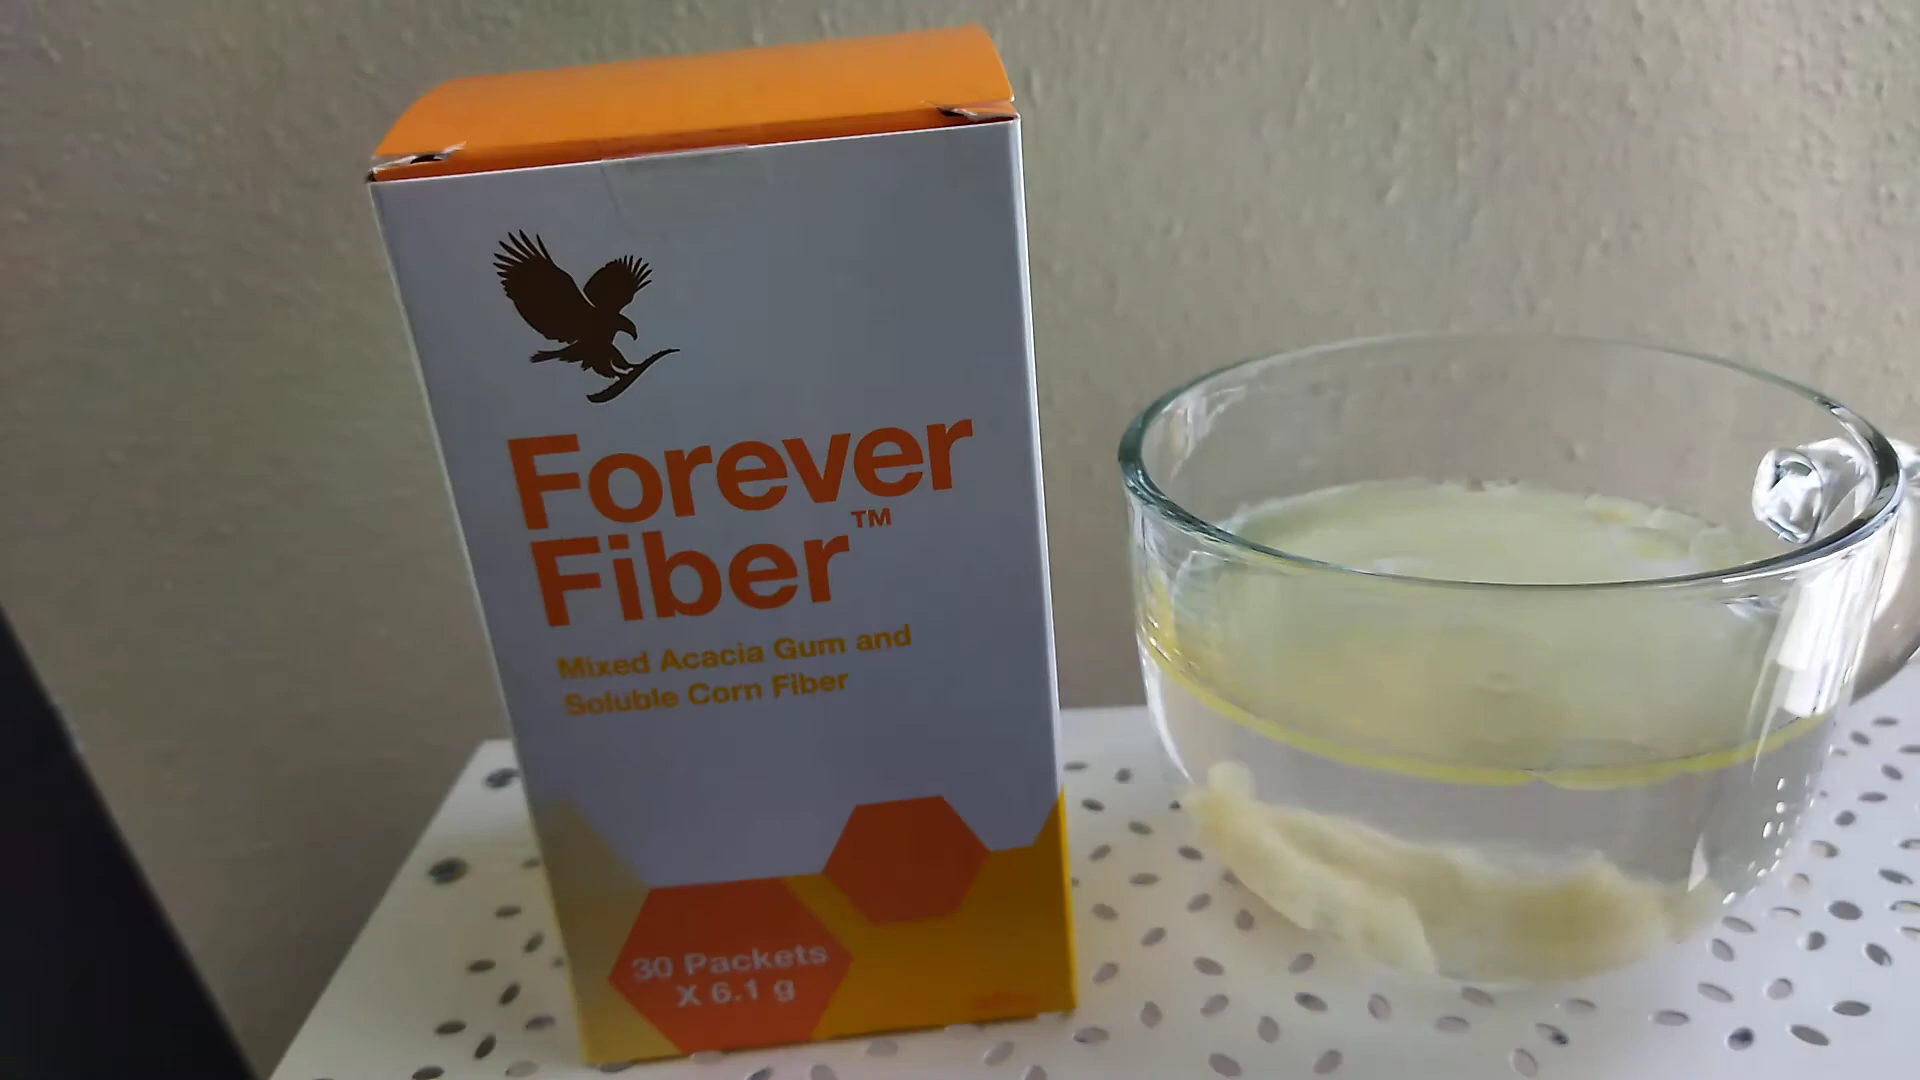 Forever
Fiber™
Mixed Acacia Gum and
Soluble Corn Fiber
30 Packets
X 6.1 g